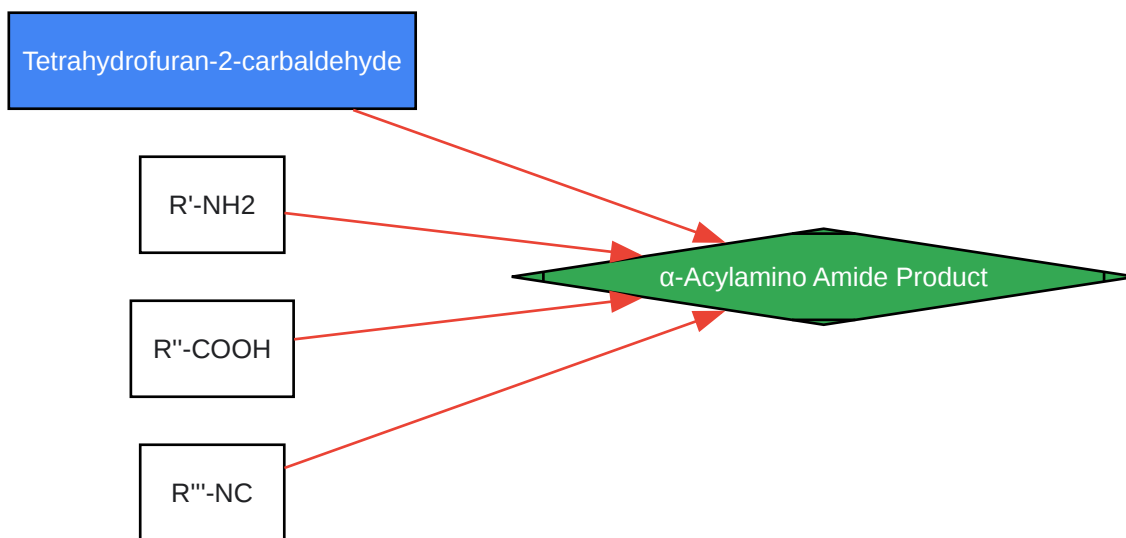 Tetrahydrofuran-2-carbaldehyde
R'-NH2
α-Acylamino Amide Product
R''-COOH
R'''-NC